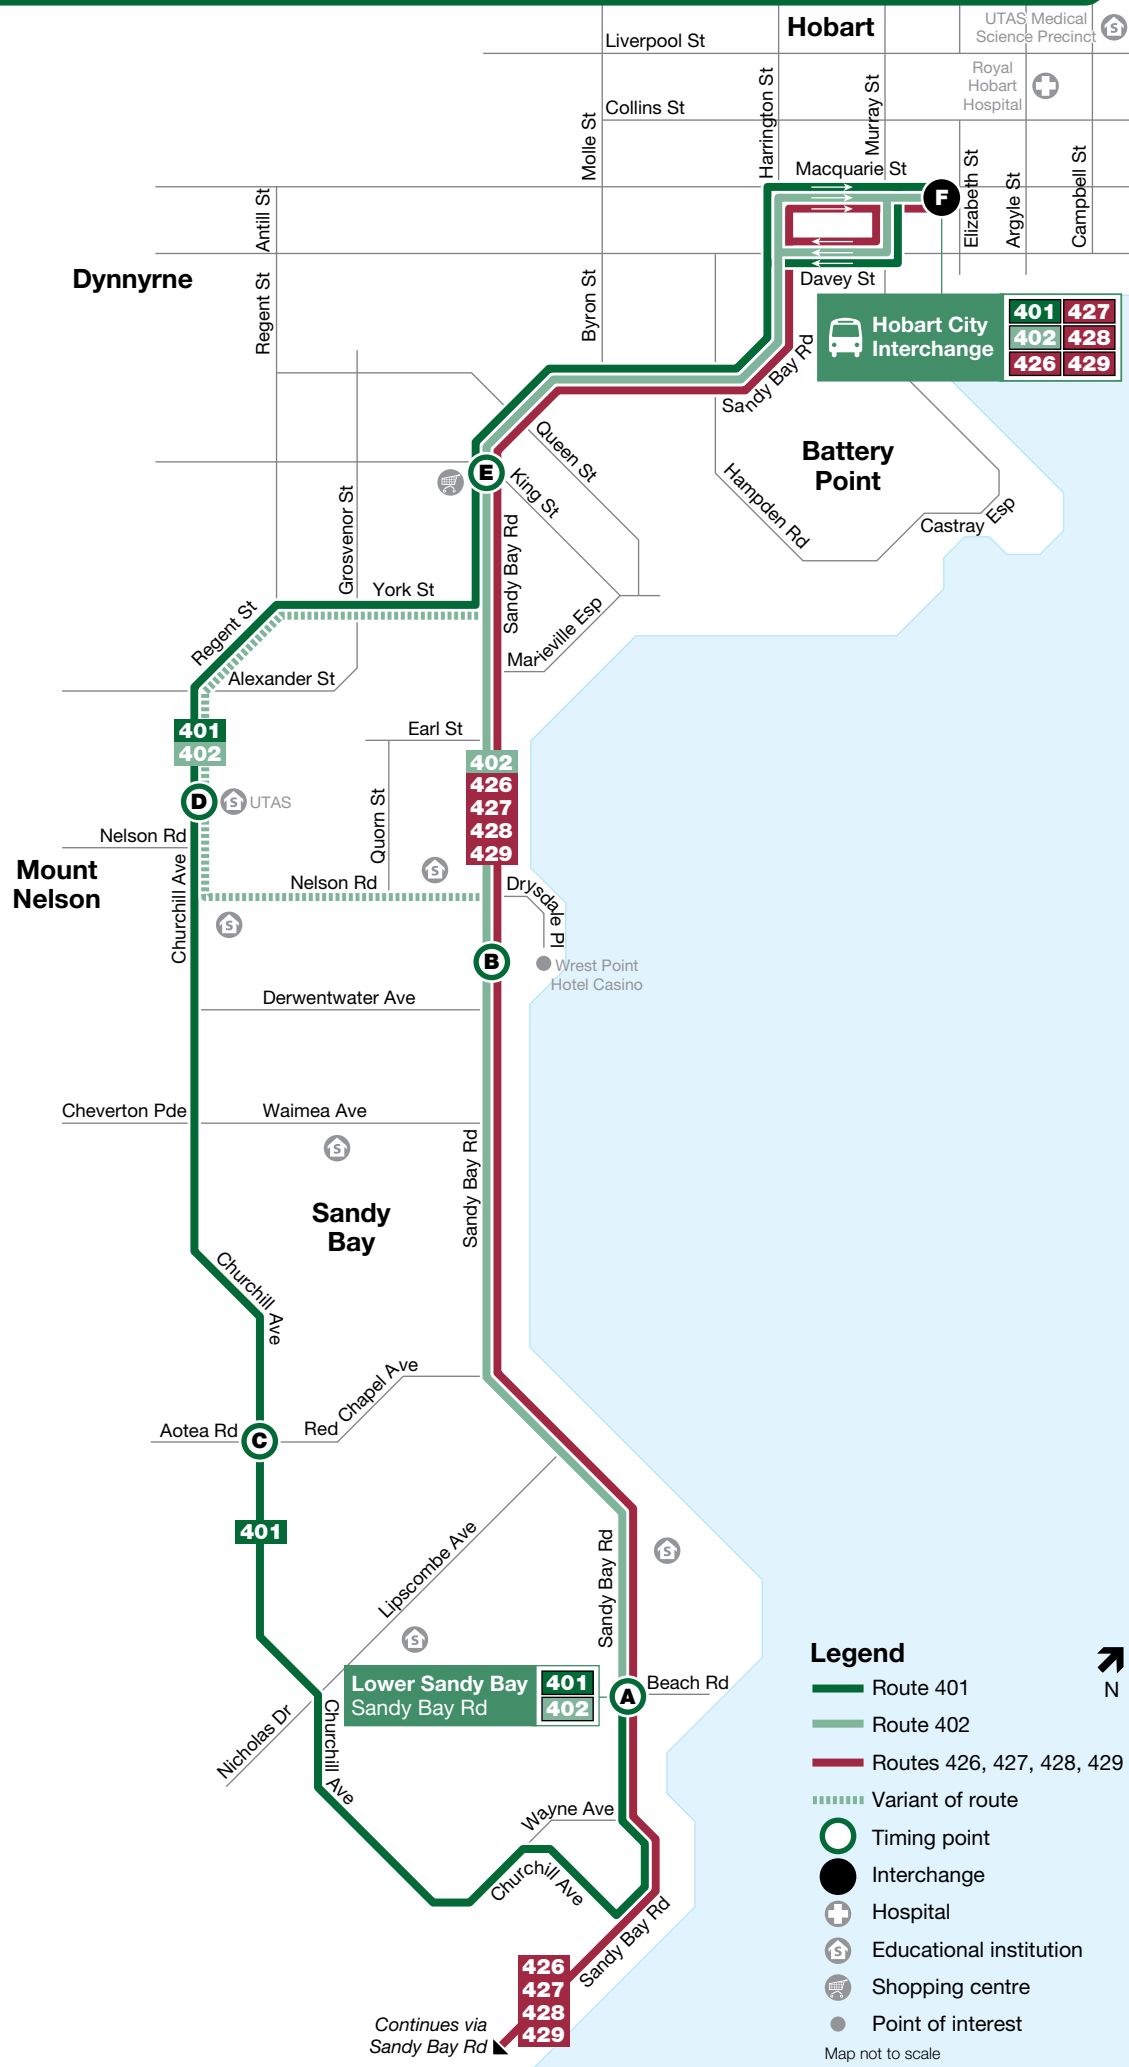 Hobart
UTAS Medical
Science Precinct
S
Liverpool St
Royal
Hobart
Hospital
Collins St
Molle St
Harrington St
Murray St
Macquarie St
F
Elizabeth St
Argyle St
Campbell St
Antill St
Dynnyrne
Regent St
Byron St
Davey St
Hobart City
Interchange
401 427
402 428
426 429
Sandy Bay Rd
Battery
Point
Queen St
E
King St
Hampden Rd
Castray Esp
Grosvenor St
Sandy Bay Rd
York St
Regent St
Marieville Esp
Alexander St
401
402
Earl St
402
426
427
428
429
D
S
UTAS
Quorn St
Nelson Rd
Mount
Nelson
Churchill Ave
S
Nelson Rd
Drysdale Pl
S
B
Wrest Point
Hotel Casino
Derwentwater Ave
Cheverton Pde
Waimea Ave
S
Sandy Bay Rd
Sandy
Bay
Churchill Ave
Red Chapel Ave
Aotea Rd
C
401
Lipscombe Ave
Sandy Bay Rd
S
S
Lower Sandy Bay
Sandy Bay Rd
401
402
A
Beach Rd
Nicholas Dr
Churchill Ave
Wayne Ave
Churchill Ave
Sandy Bay Rd
426
427
428
429
Continues via
Sandy Bay Rd
Legend
N
Route 401
Route 402
Routes 426, 427, 428, 429
Variant of route
Timing point
Interchange
Hospital
S
Educational institution
Shopping centre
Point of interest
Map not to scale